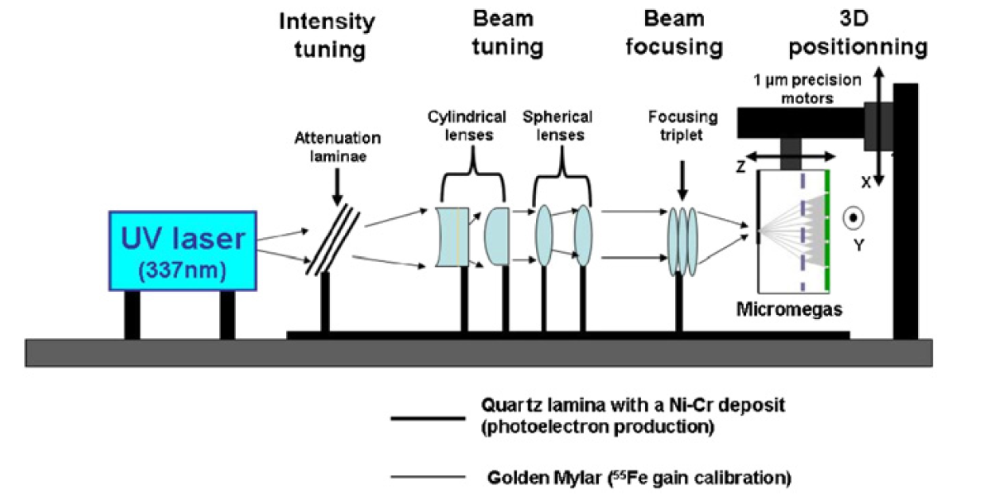 Intensity
tuning
Beam
tuning
Beam
focusing
3D
positionning
1 µm precision
motors
Cylindrical
lenses
Spherical
lenses
Focusing
triplet
Attenuation
laminae
Z
X
UV laser
(337nm)
Y
Micromegas
Quartz lamina with a Ni-Cr deposit
(photoelectron production)
Golden Mylar (⁵⁵Fe gain calibration)